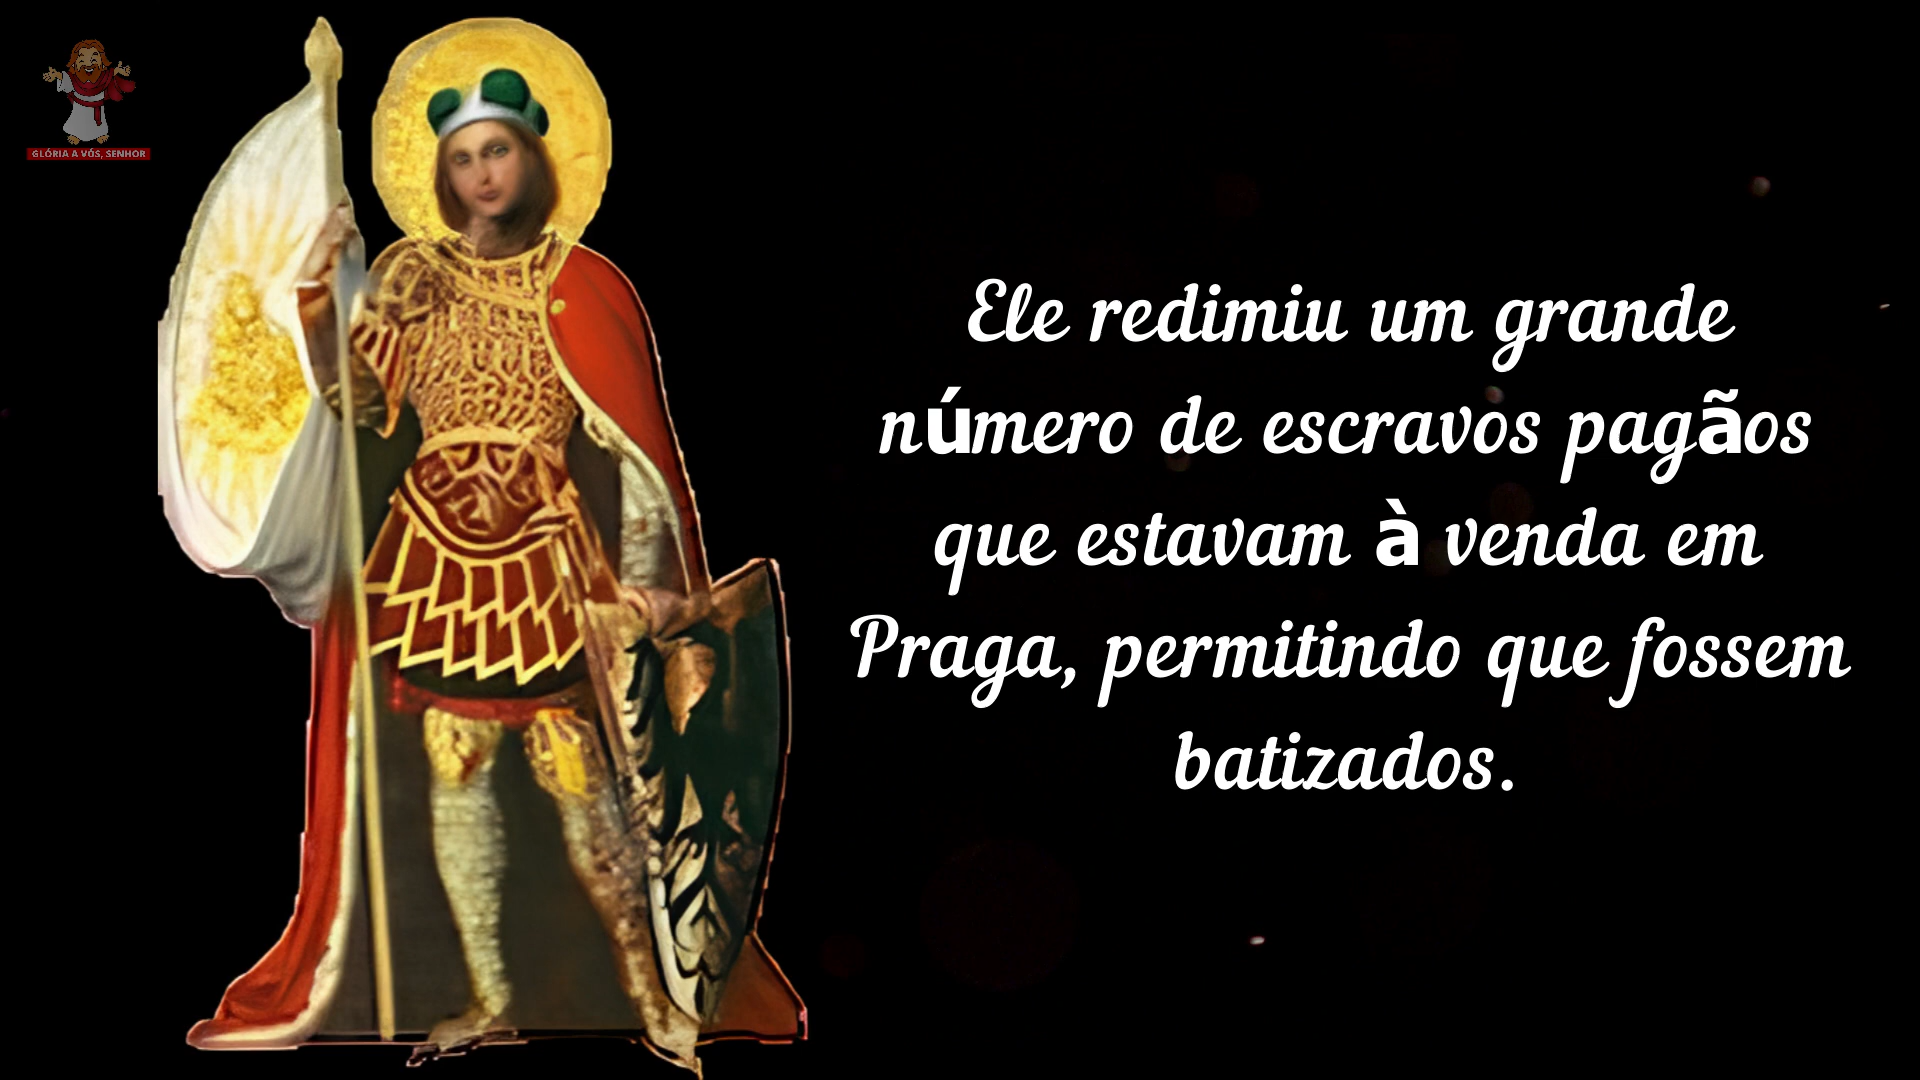 GLÓRIA A VÓS, SENHOR
Ele redimiu um grande
número de escravos pagãos
que estavam à venda em
Praga, permitindo que fossem
batizados.